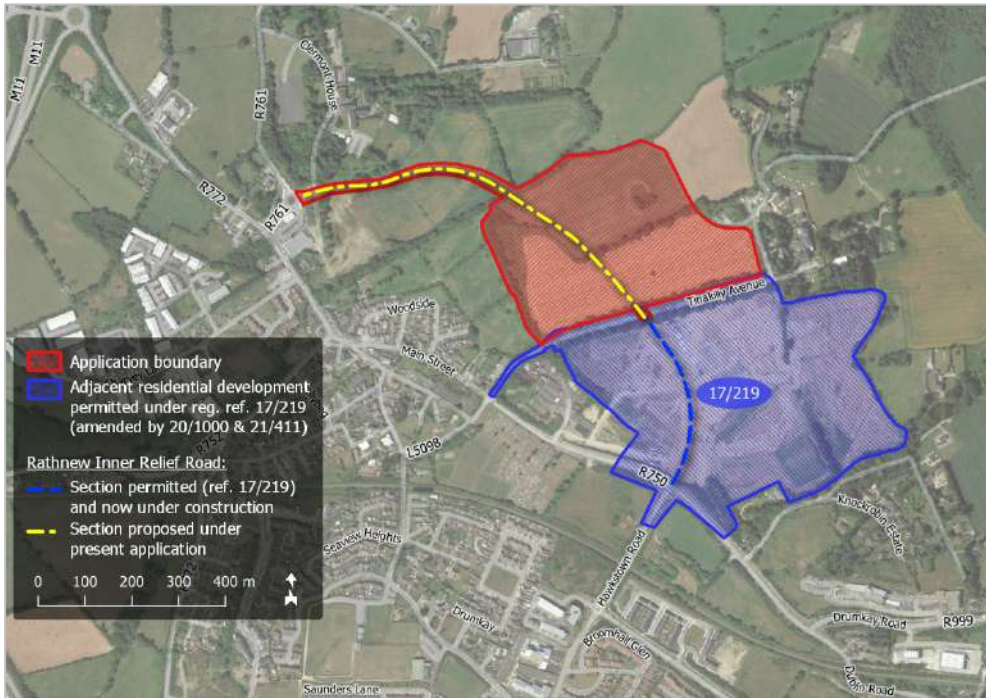 M11
M11
R761
Clermont House
R772
R761
Tinakilly Avenue
Woodside
Main Street
17/219
L5098
R752
R750
Knockrobin Estate
Seaview Heights
Hawkstown Road
Drumkay
Broomhall Glen
Drumkay Road
R999
Dublin Road
Saunders Lane
Application boundary
Adjacent residential development
permitted under reg. ref. 17/219
(amended by 20/1000 & 21/411)
Rathnew Inner Relief Road:
Section permitted (ref. 17/219)
and now under construction
Section proposed under
present application
0 100 200 300 400 m